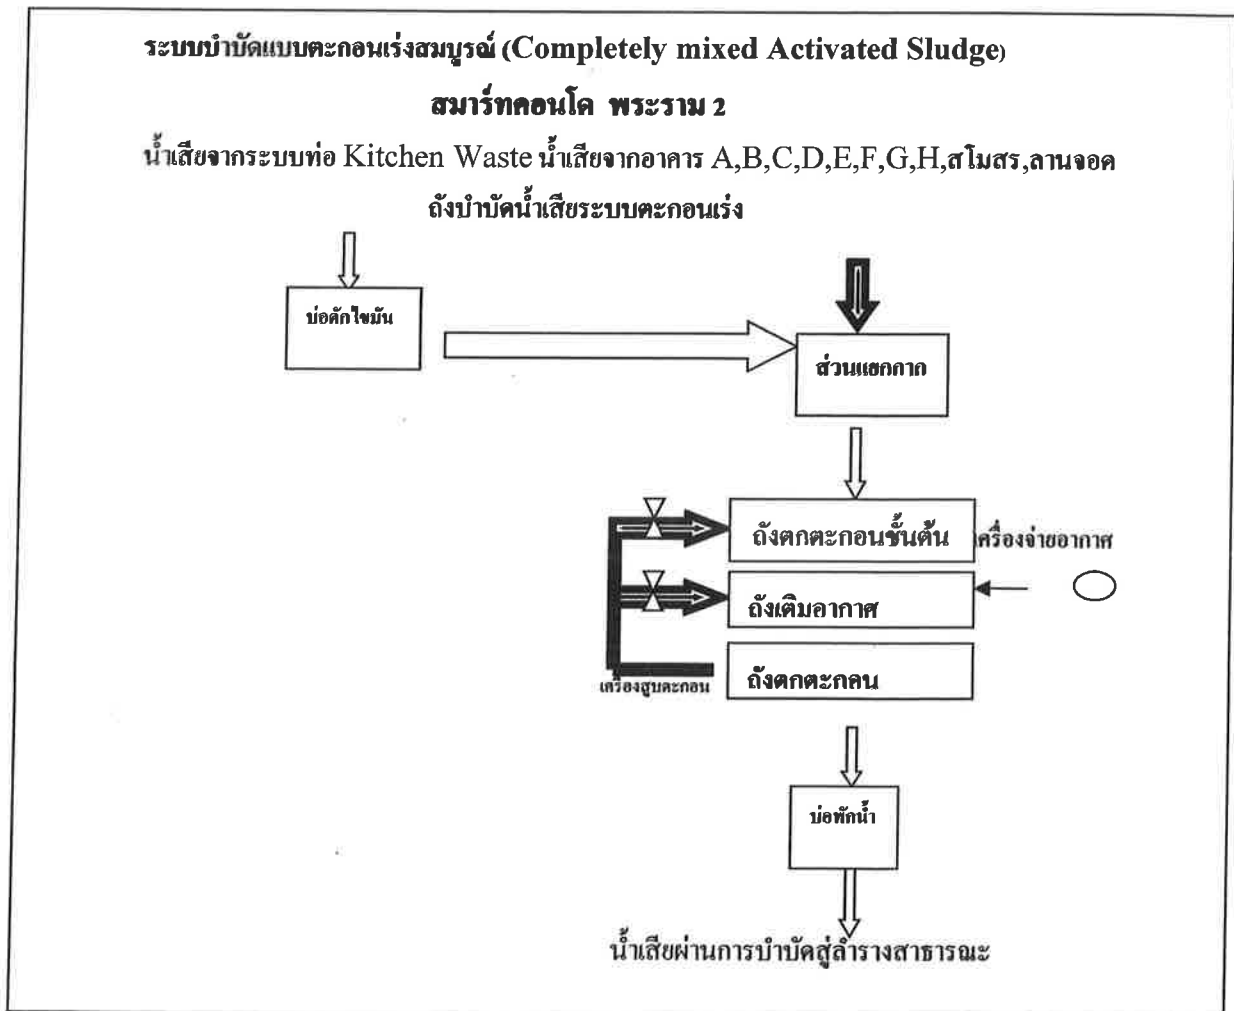 ระบบบำบัดแบบตะกอนเร่งสมบูรณ์ (Completely mixed Activated Sludge)
สมาร์ทคอนโด พระราม 2
น้ำเสียจากระบบท่อ Kitchen Waste น้ำเสียจากอาคาร A,B,C,D,E,F,G,H,สโมสร,ลานจอด
ถังบำบัดน้ำเสียระบบตะกอนเร่ง
บ่อดักไขมัน
ส่วนแยกกาก
ถังตกตะกอนชั้นต้น
เครื่องจ่ายอากาศ
ถังเติมอากาศ
ถังตกตะกคน
เครื่องสูบตะกอน
บ่อพักน้ำ
น้ำเสียผ่านการบำบัดสู่ลำรางสาธารณะ